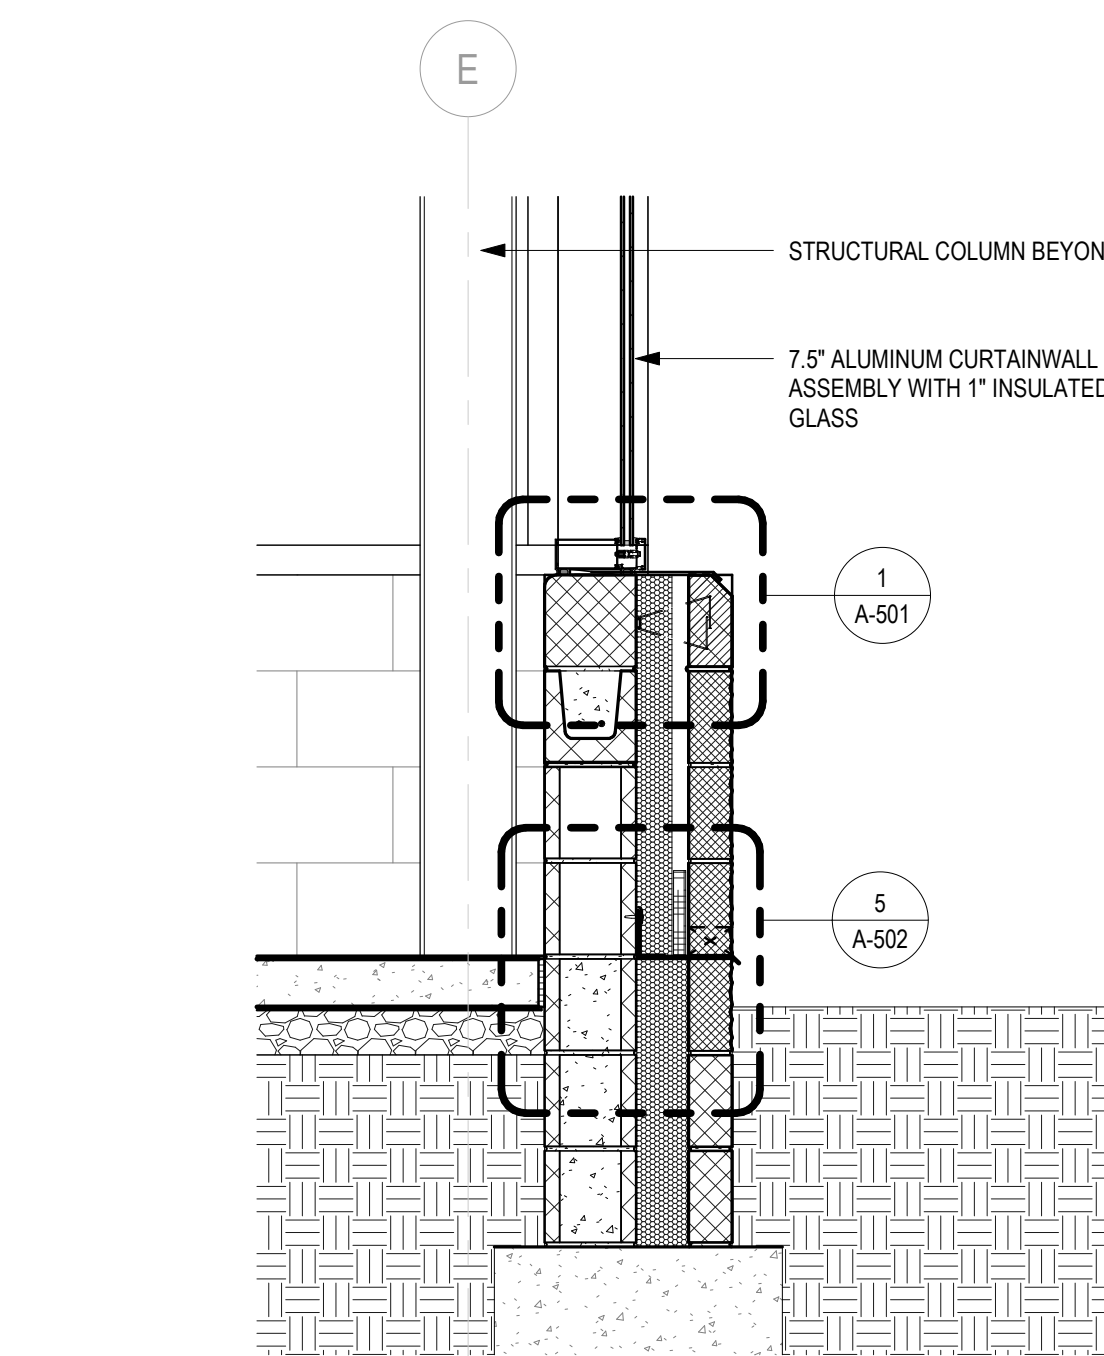 E
STRUCTURAL COLUMN BEYON
7.5" ALUMINUM CURTAINWALL
ASSEMBLY WITH 1" INSULATED
GLASS
1
A-501
5
A-502